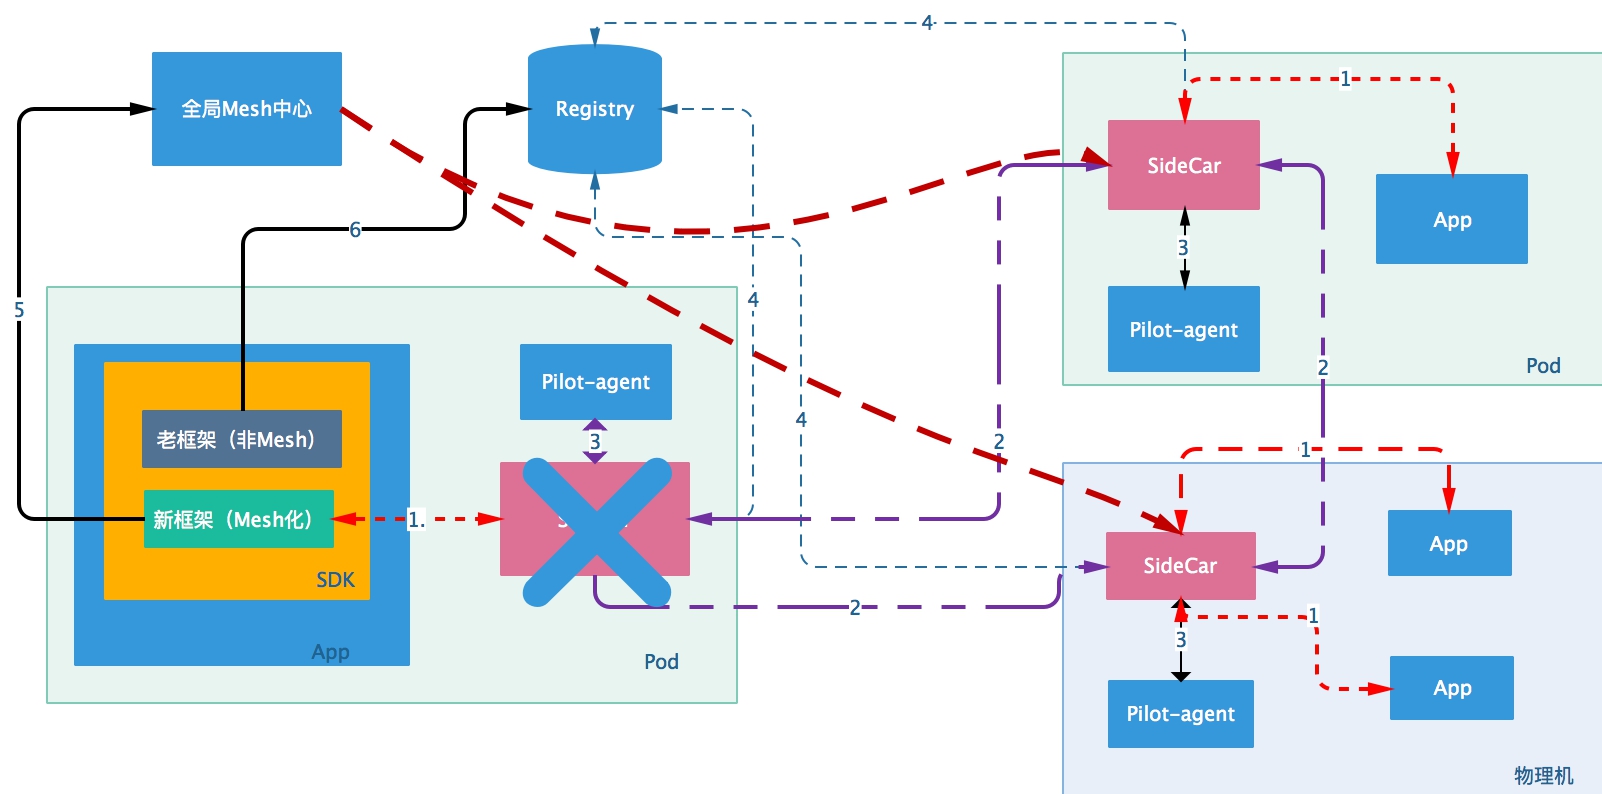 4
全局Mesh中心
Registry
1
SideCar
App
6
3
5
4
Pilot-agent
Pod
2
Pilot-agent
4
老框架（非Mesh）
3
2
1
新框架（Mesh化）
1.
App
SideCar
SDK
2
1
3
App
Pod
App
Pilot-agent
物理机